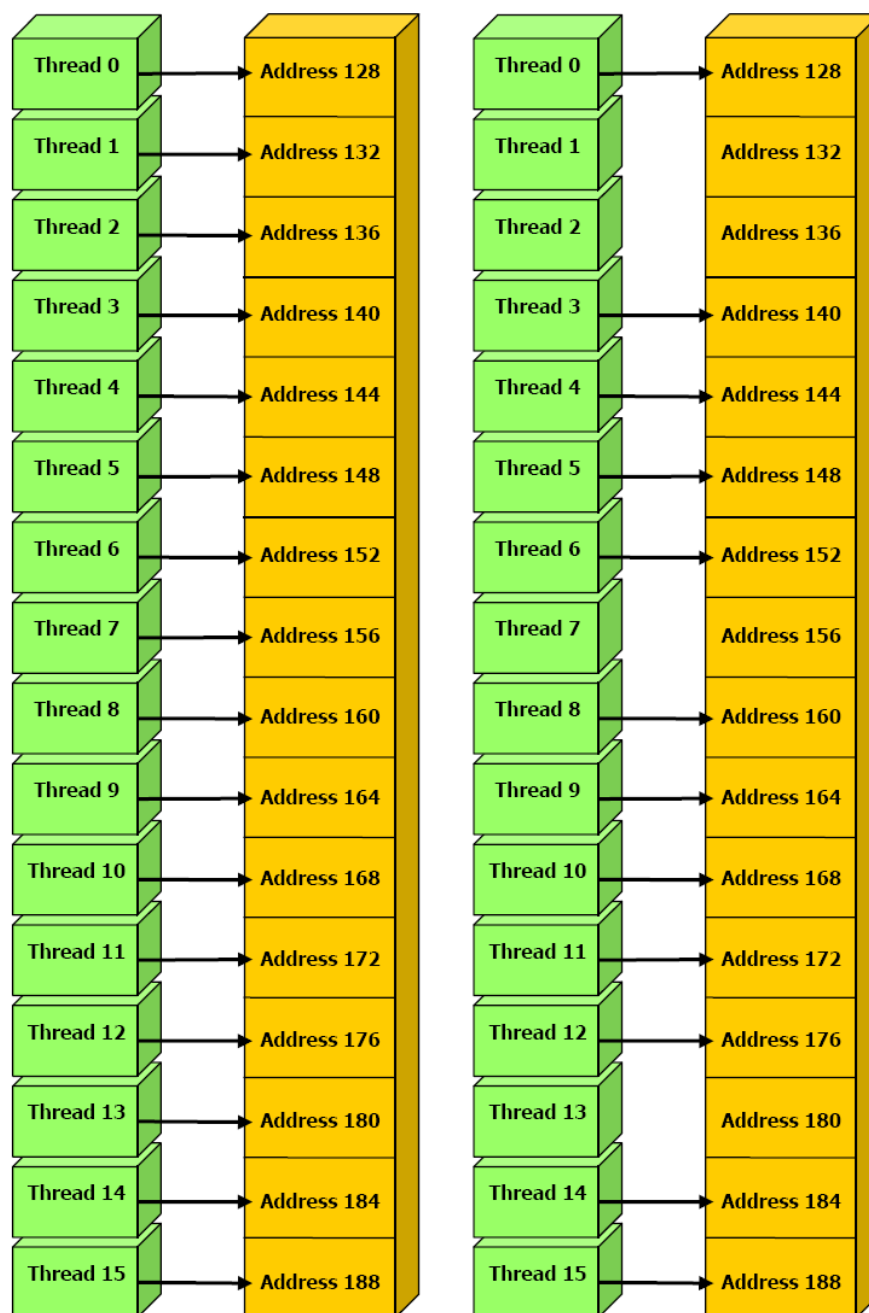 Thread 0 Address 128 Thread 0 Address 128
Thread 1 Address 132 Thread 1 Address 132
Thread 2 Address 136 Thread 2 Address 136
Thread 3 Address 140 Thread 3 Address 140
Thread 4 Address 144 Thread 4 Address 144
Thread 5 Address 148 Thread 5 Address 148
Thread 6 Address 152 Thread 6 Address 152
Thread 7 Address 156 Thread 7 Address 156
Thread 8 Address 160 Thread 8 Address 160
Thread 9 Address 164 Thread 9 Address 164
Thread 10 Address 168 Thread 10 Address 168
Thread 11 Address 172 Thread 11 Address 172
Thread 12 Address 176 Thread 12 Address 176
Thread 13 Address 180 Thread 13 Address 180
Thread 14 Address 184 Thread 14 Address 184
Thread 15 Address 188 Thread 15 Address 188